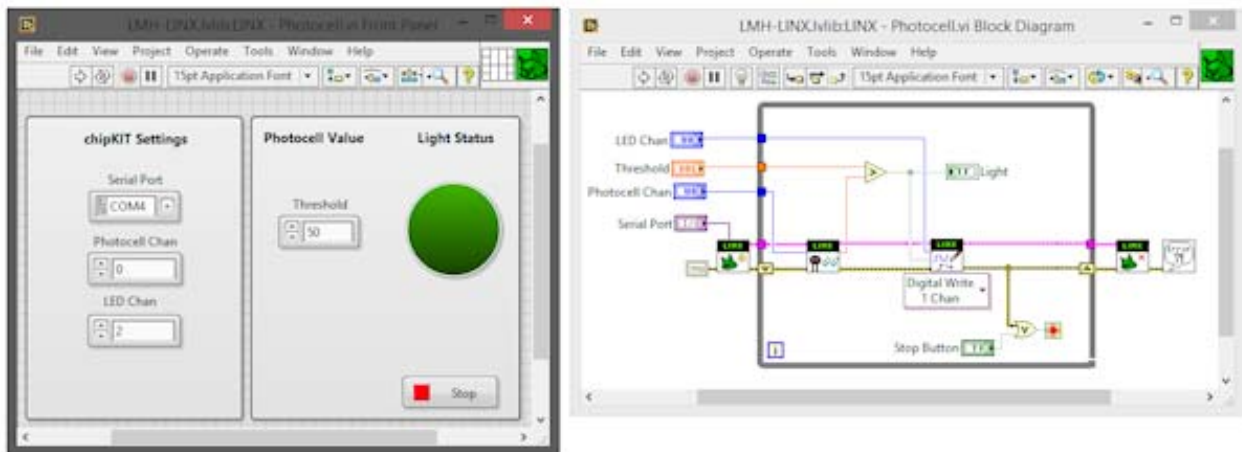 LMH-LINX.lvlib:LINX - Photocell.vi Front Panel
File Edit View Project Operate Tools Window Help
15pt Application Font
chipKIT Settings
Serial Port
COM4
Photocell Chan
0
LED Chan
2
Photocell Value
Light Status
Threshold
50
Stop
LMH-LINX.lvlib:LINX - Photocell.vi Block Diagram
File Edit View Project Operate Tools Window Help
15pt Application Font
LED Chan
Threshold
Photocell Chan
Serial Port
Light
LINX
LINX
LINX
LINX
Digital Write
1 Chan
Stop Button
i